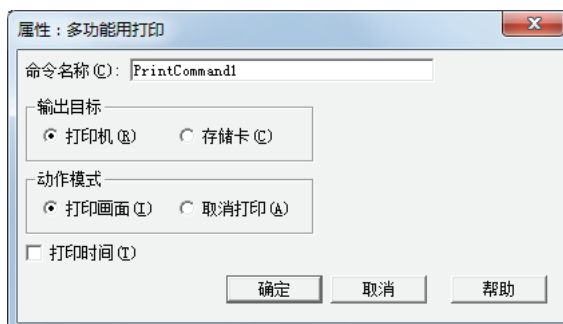 属性：多功能用打印
命令名称(C): PrintCommand1
输出目标
打印机(R) 存储卡(C)
动作模式
打印画面(I) 取消打印(A)
打印时间(T)
确定 取消 帮助